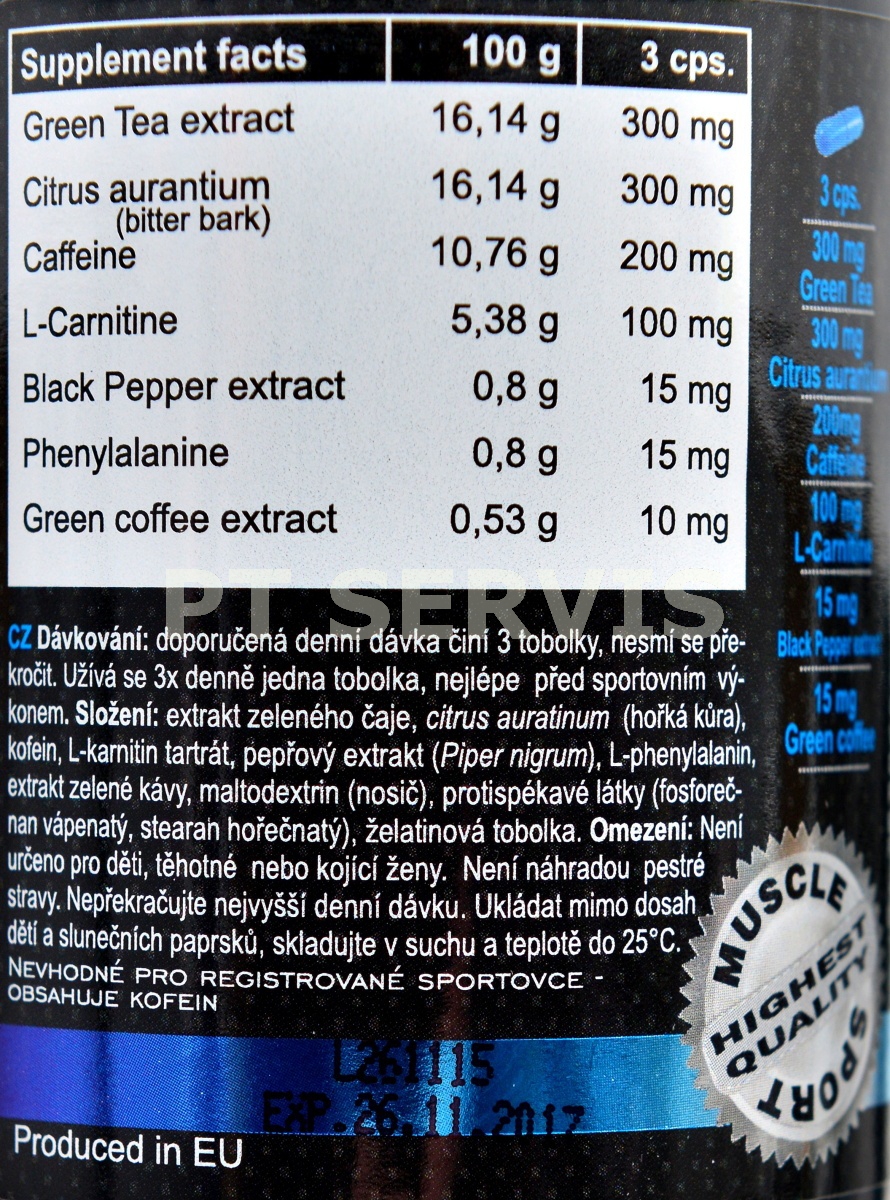 Supplement facts 100 g 3 cps.
Green Tea extract 16,14 g 300 mg
Citrus aurantium 16,14 g 300 mg
(bitter bark)
Caffeine 10,76 g 200 mg
L-Carnitine 5,38 g 100 mg
Black Pepper extract 0,8 g 15 mg
Phenylalanine 0,8 g 15 mg
Green coffee extract 0,53 g 10 mg
PT SERVIS
CZ Dávkování: doporučená denní dávka činí 3 tobolky, nesmí se pře-
kročit. Užívá se 3x denně jedna tobolka, nejlépe před sportovním vý-
konem. Složení: extrakt zeleného čaje, citrus auratinum (hořká kůra),
kofein, L-karnitin tartrát, pepřový extrakt (Piper nigrum), L-phenylalanin,
extrakt zelené kávy, maltodextrin (nosič), protispékavé látky (fosforeč-
nan vápenatý, stearan hořečnatý), želatinová tobolka. Omezení: Není
určeno pro děti, těhotné nebo kojící ženy. Není náhradou pestré
stravy. Nepřekračujte nejvyšší denní dávku. Ukládat mimo dosah
dětí a slunečních paprsků, skladujte v suchu a teplotě do 25°C.
NEVHODNÉ PRO REGISTROVANÉ SPORTOVCE -
OBSAHUJE KOFEIN
L261115
EXP.26.11.2017
Produced in EU
3 cps.
300 mg
Green Tea
300 mg
Citrus aurantium
200mg
Caffeine
100 mg
L-Carnitine
15 mg
Black Pepper extract
15 mg
Green coffee
MUSCLE
HIGHEST
QUALITY
SPORT